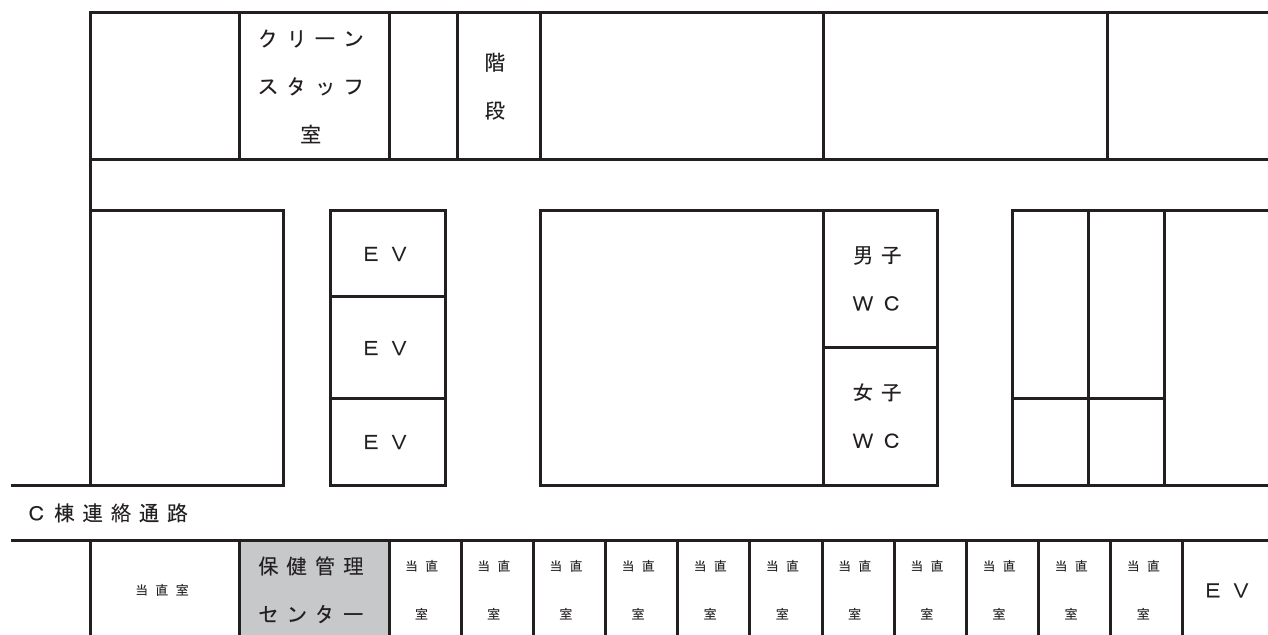 クリーン
スタッフ
室
階
段
EV
EV
EV
男子
WC
女子
WC
C棟連絡通路
当直室
保健管理
センター
当直
室
当直
室
当直
室
当直
室
当直
室
当直
室
当直
室
当直
室
当直
室
当直
室
当直
室
EV